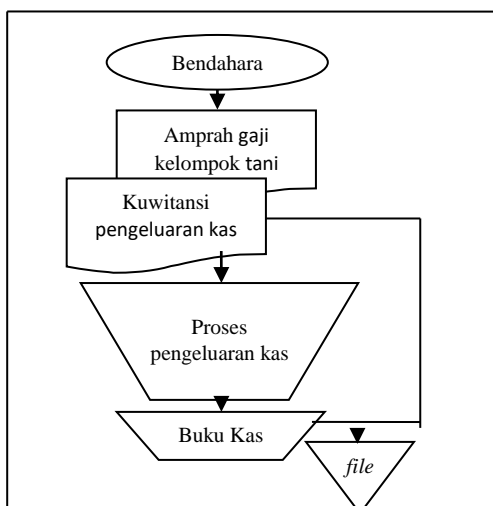 Bendahara
Amprah gaji
kelompok tani
Kuwitansi
pengeluaran kas
Proses
pengeluaran kas
Buku Kas
file